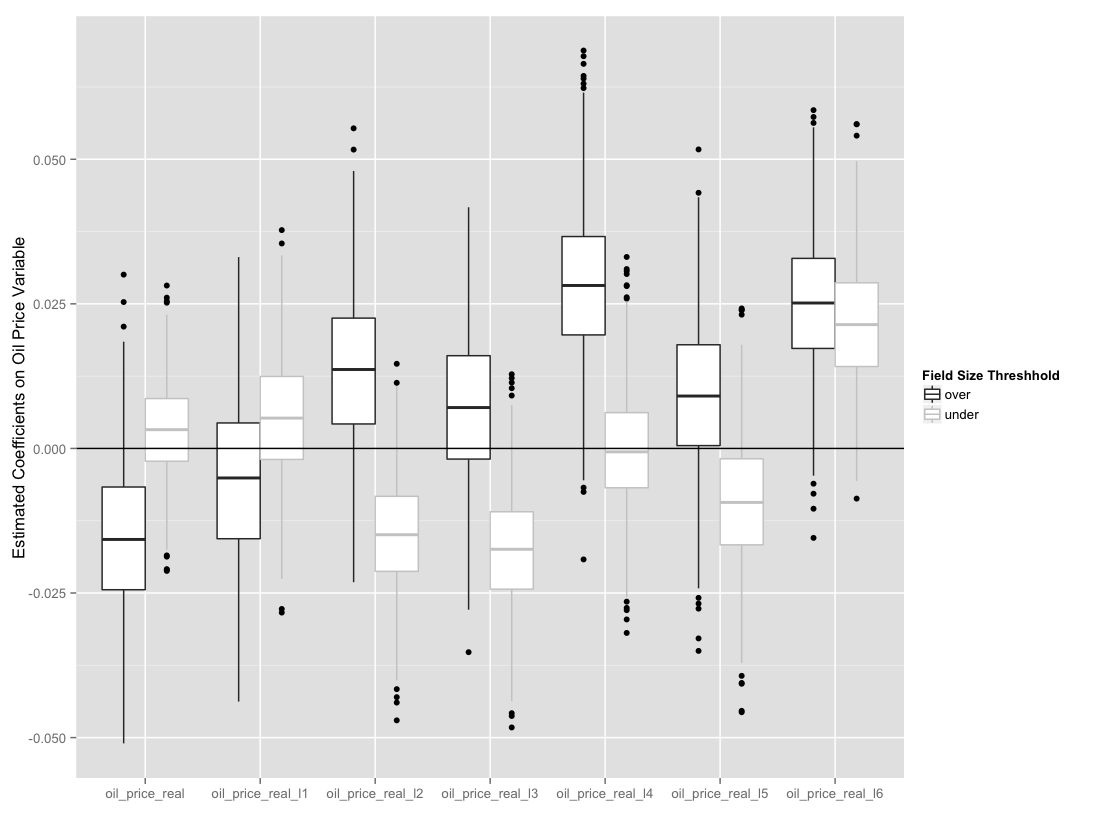 Estimated Coefficients on Oil Price Variable
0.050
0.025
0.000
-0.025
-0.050
oil_price_real
oil_price_real_l1
oil_price_real_l2
oil_price_real_l3
oil_price_real_l4
oil_price_real_l5
oil_price_real_l6
Field Size Threshhold
over
under